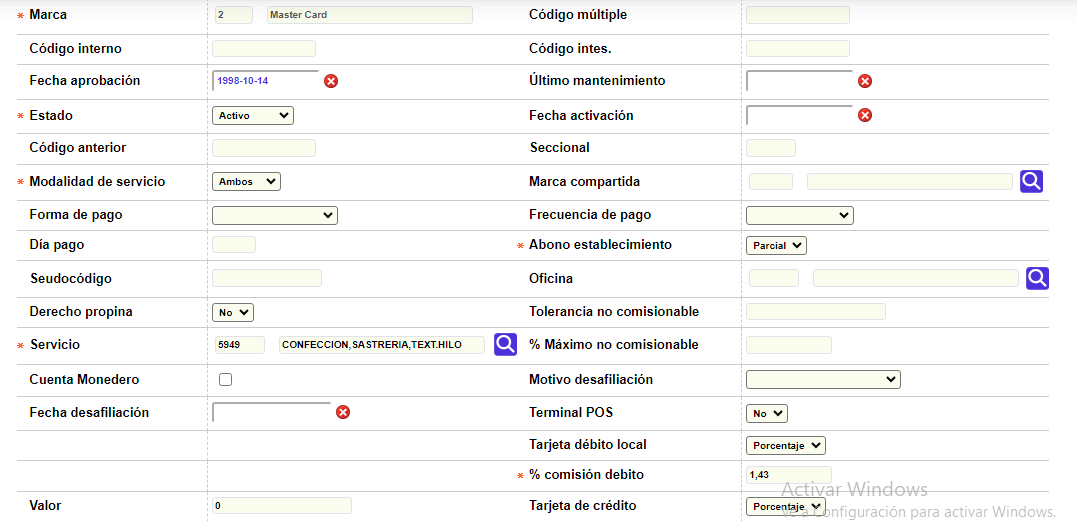 * Marca 2 Master Card Código múltiple
Código interno Código intes.
Fecha aprobación 1998-10-14 Último mantenimiento
* Estado Activo Fecha activación
Código anterior Seccional
* Modalidad de servicio Ambos Marca compartida
Forma de pago Frecuencia de pago
Día pago * Abono establecimiento Parcial
Seudocódigo Oficina
Derecho propina No Tolerancia no comisionable
* Servicio 5949 CONFECCION,SASTRERIA,TEXT.HILO % Máximo no comisionable
Cuenta Monedero Motivo desafiliación
Fecha desafiliación Terminal POS No
Tarjeta débito local Porcentaje
* % comisión debito 1,43
Activar Windows
Valor 0 Tarjeta de crédito Porcentaje
Ve a Configuración para activar Windows.